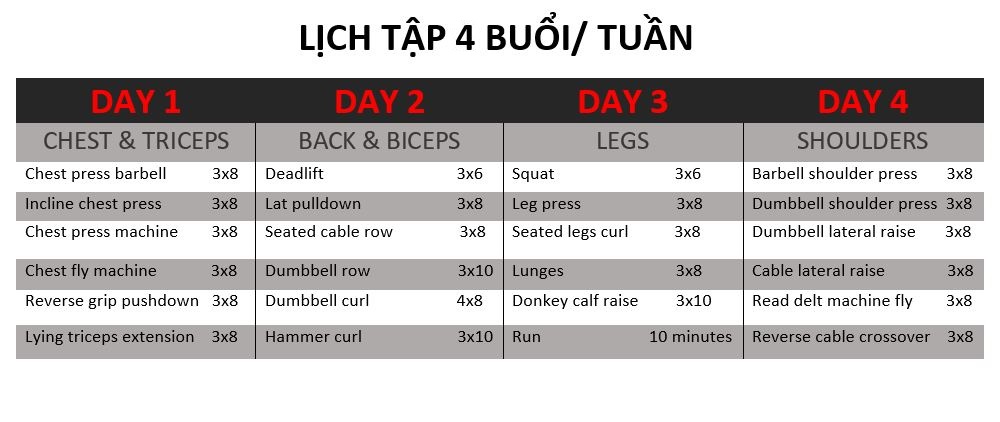 LỊCH TẬP 4 BUỔI/ TUẦN
DAY 1 DAY 2 DAY 3 DAY 4
CHEST & TRICEPS BACK & BICEPS LEGS SHOULDERS
Chest press barbell 3x8 Deadlift 3x6 Squat 3x6 Barbell shoulder press 3x8
Incline chest press 3x8 Lat pulldown 3x8 Leg press 3x8 Dumbbell shoulder press 3x8
Chest press machine 3x8 Seated cable row 3x8 Seated legs curl 3x8 Dumbbell lateral raise 3x8
Chest fly machine 3x8 Dumbbell row 3x10 Lunges 3x8 Cable lateral raise 3x8
Reverse grip pushdown 3x8 Dumbbell curl 4x8 Donkey calf raise 3x10 Read delt machine fly 3x8
Lying triceps extension 3x8 Hammer curl 3x10 Run 10 minutes Reverse cable crossover 3x8